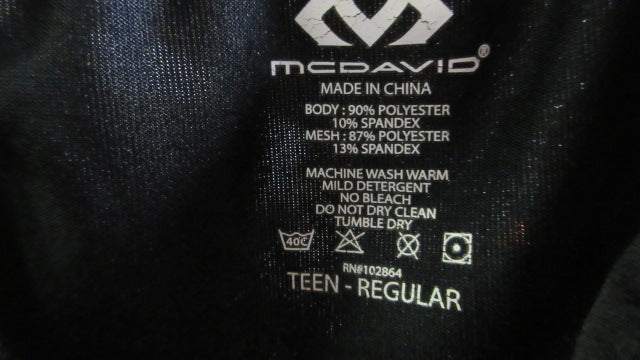 MCDAVID®
MADE IN CHINA
BODY : 90% POLYESTER
10% SPANDEX
MESH : 87% POLYESTER
13% SPANDEX
MACHINE WASH WARM
MILD DETERGENT
NO BLEACH
DO NOT DRY CLEAN
TUMBLE DRY
40C
RN#102864
TEEN - REGULAR